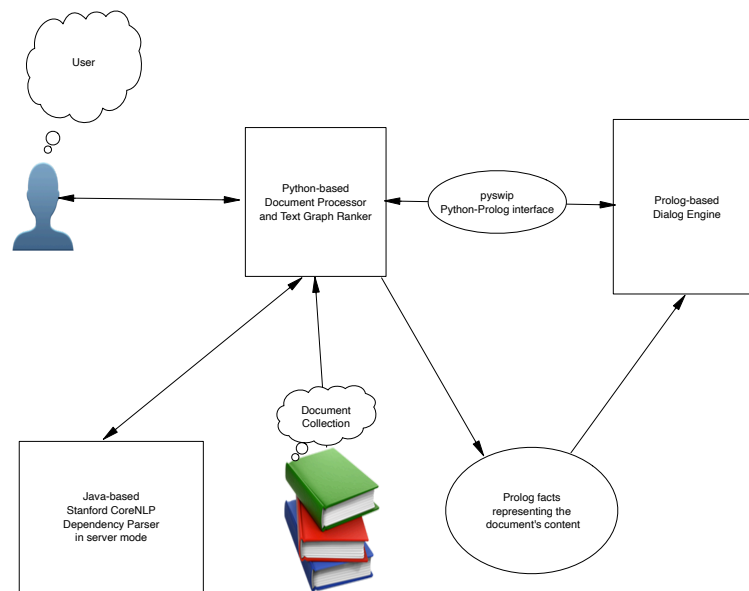 User
Python-based
Document Processor
and Text Graph Ranker
pyswip
Python-Prolog interface
Prolog-based
Dialog Engine
Document
Collection
Java-based
Stanford CoreNLP
Dependency Parser
in server mode
Prolog facts
representing the
document's content